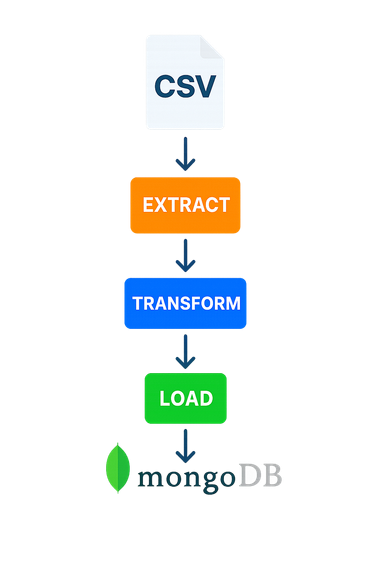 CSV
EXTRACT
TRANSFORM
LOAD
mongoDB